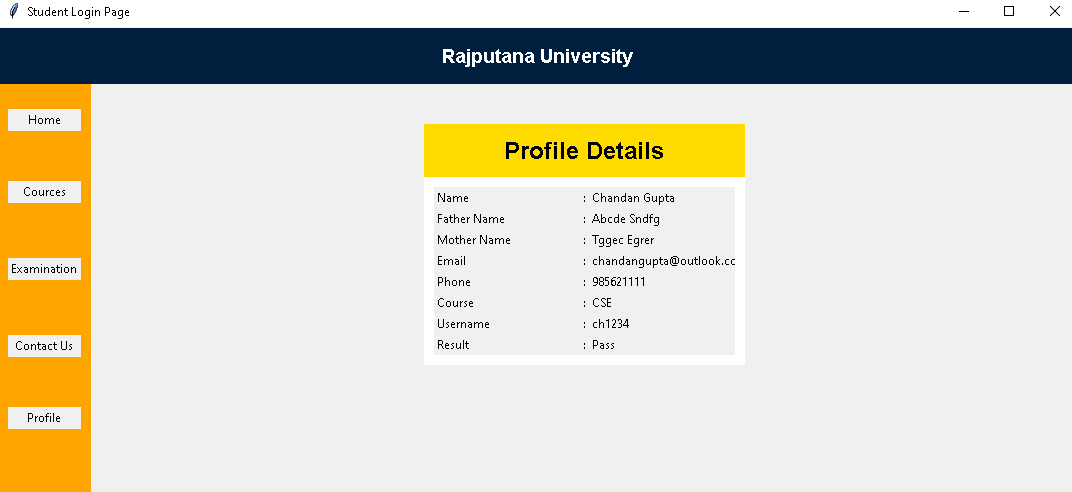 Student Login Page
Rajputana University
Home
Cources
Examination
Contact Us
Profile
Profile Details
Name : Chandan Gupta
Father Name : Abcde Sndfg
Mother Name : Tggec Egrer
Email : chandangupta@outlook.cc
Phone : 985621111
Course : CSE
Username : ch1234
Result : Pass